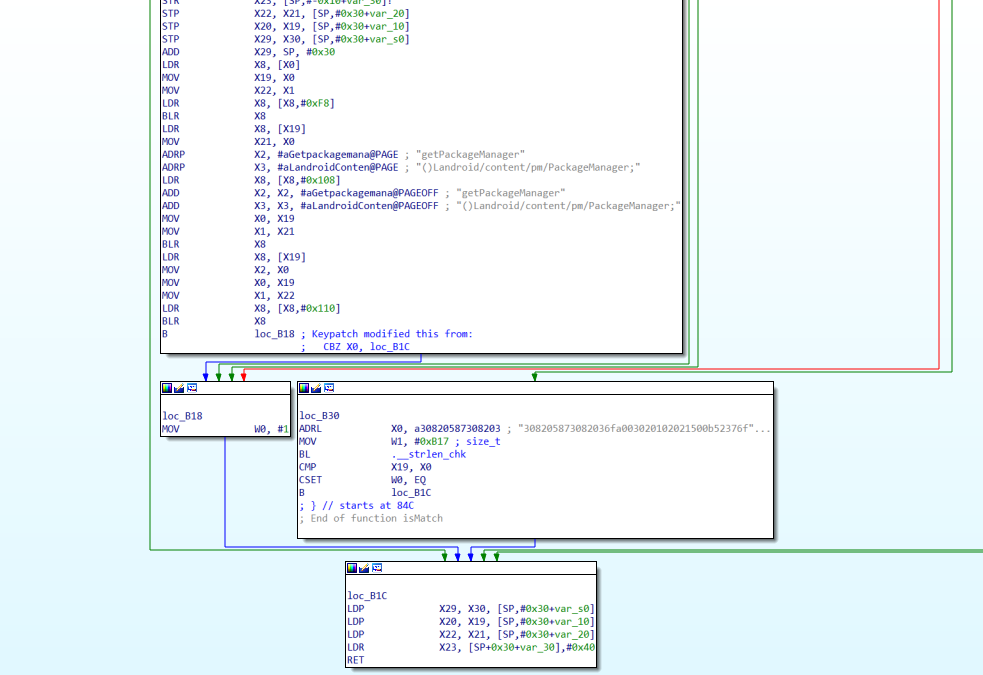 STR X23, [SP,#-0x10+var_30]!
STP X22, X21, [SP,#0x30+var_20]
STP X20, X19, [SP,#0x30+var_10]
STP X29, X30, [SP,#0x30+var_s0]
ADD X29, SP, #0x30
LDR X8, [X0]
MOV X19, X0
MOV X22, X1
LDR X8, [X8,#0xF8]
BLR X8
LDR X8, [X19]
MOV X21, X0
ADRP X2, #aGetpackagemana@PAGE ; "getPackageManager"
ADRP X3, #aLandroidConten@PAGE ; "()Landroid/content/pm/PackageManager;"
LDR X8, [X8,#0x108]
ADD X2, X2, #aGetpackagemana@PAGEOFF ; "getPackageManager"
ADD X3, X3, #aLandroidConten@PAGEOFF ; "()Landroid/content/pm/PackageManager;"
MOV X0, X19
MOV X1, X21
BLR X8
LDR X8, [X19]
MOV X2, X0
MOV X0, X19
MOV X1, X22
LDR X8, [X8,#0x110]
BLR X8
B loc_B18 ; Keypatch modified this from:
; CBZ X0, loc_B1C
loc_B18
MOV W0, #1
loc_B30
ADRL X0, a30820587308203 ; "308205873082036fa003020102021500b52376f"...
MOV W1, #0xB17 ; size_t
BL .__strlen_chk
CMP X19, X0
CSET W0, EQ
B loc_B1C
; } // starts at 84C
; End of function isMatch
loc_B1C
LDP X29, X30, [SP,#0x30+var_s0]
LDP X20, X19, [SP,#0x30+var_10]
LDP X22, X21, [SP,#0x30+var_20]
LDR X23, [SP+0x30+var_30],#0x40
RET